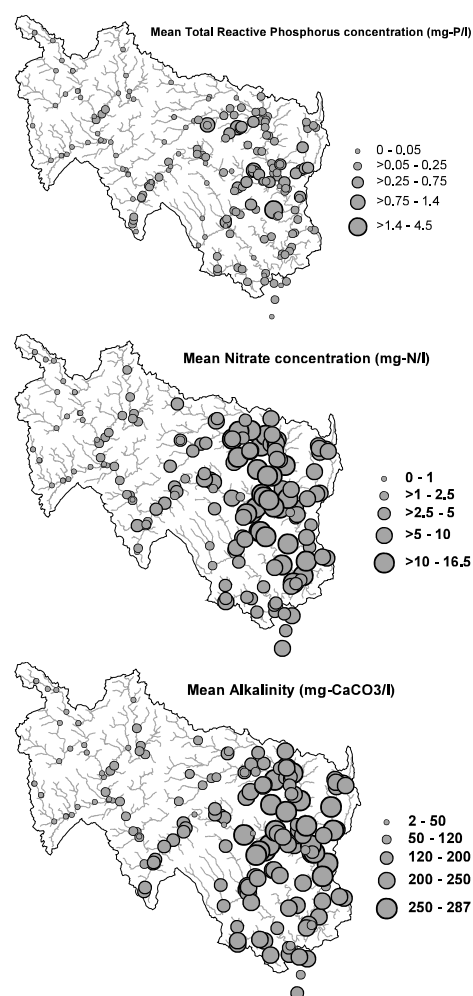 Mean Total Reactive Phosphorus concentration (mg-P/l)
0 - 0.05
>0.05 - 0.25
>0.25 - 0.75
>0.75 - 1.4
>1.4 - 4.5
Mean Nitrate concentration (mg-N/l)
0 - 1
>1 - 2.5
>2.5 - 5
>5 - 10
>10 - 16.5
Mean Alkalinity (mg-CaCO3/l)
2 - 50
50 - 120
120 - 200
200 - 250
250 - 287